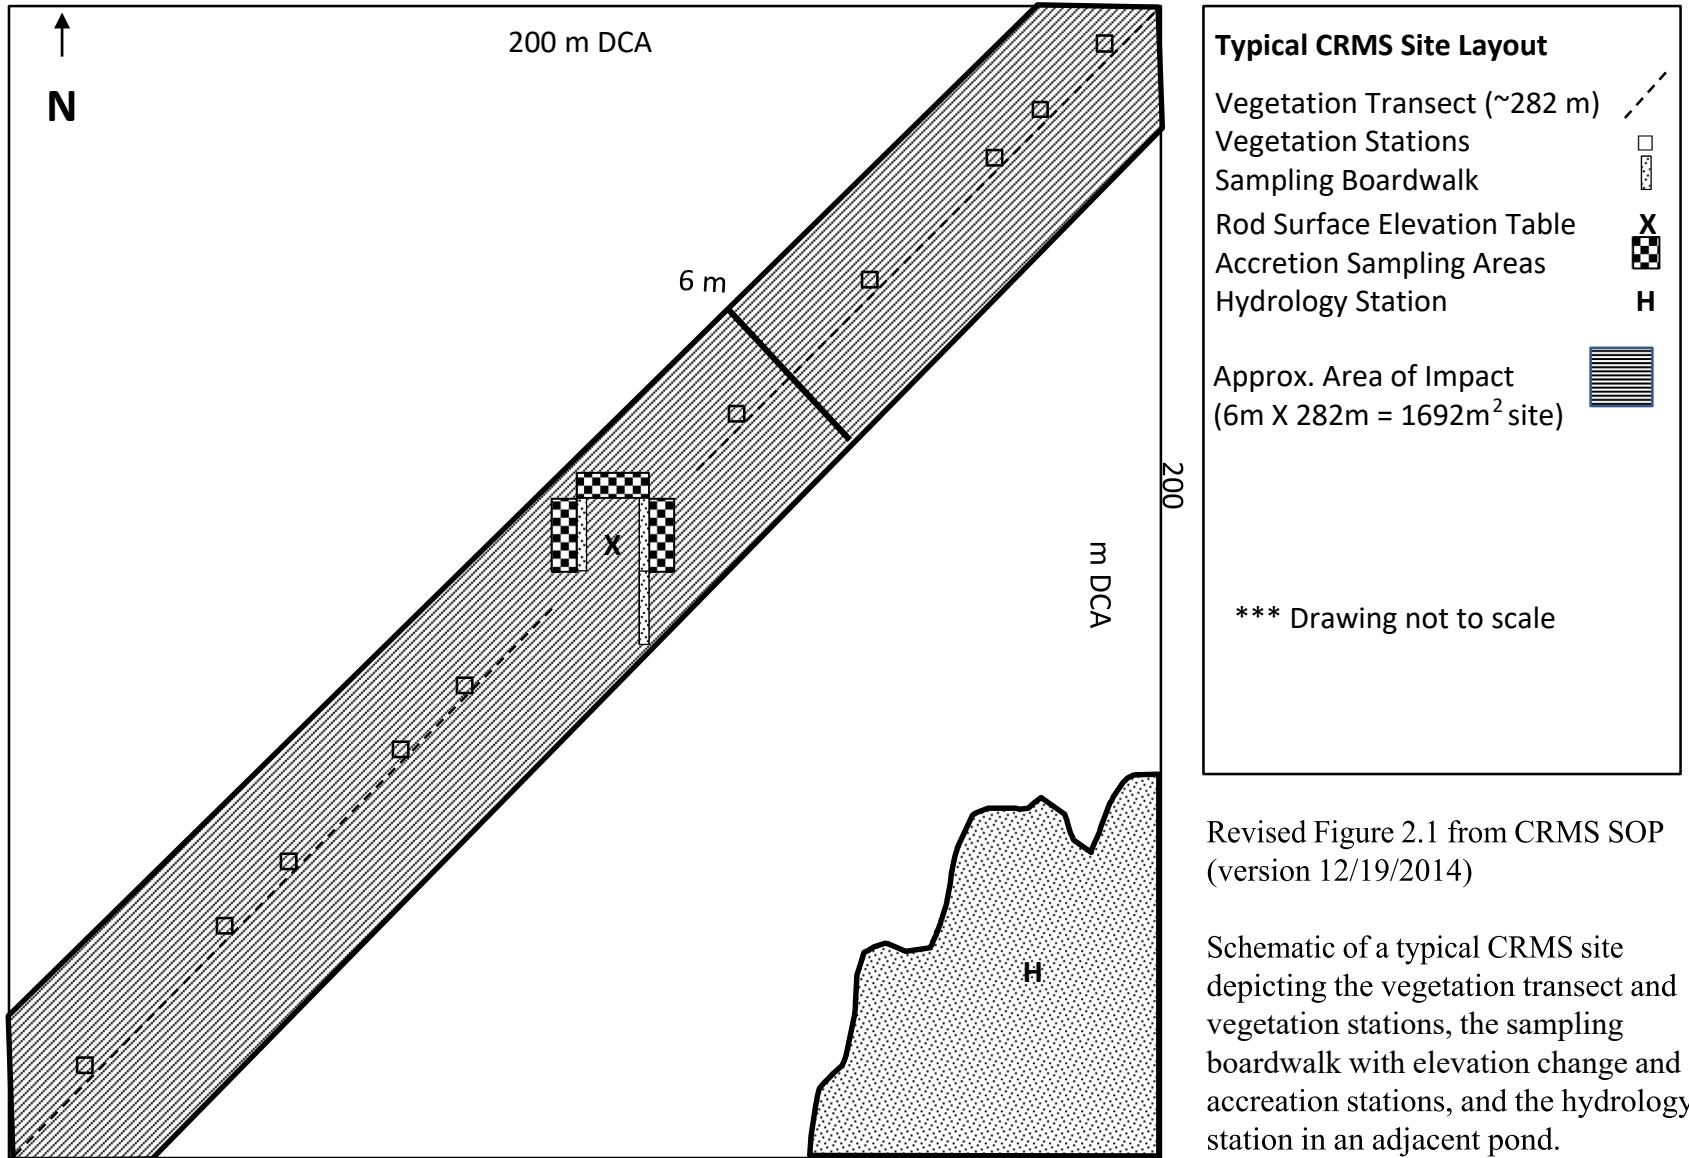 N
200 m DCA
6 m
X
200
m DCA
H
Typical CRMS Site Layout
Vegetation Transect (~282 m)
Vegetation Stations
Sampling Boardwalk
Rod Surface Elevation Table X
Accretion Sampling Areas
Hydrology Station H
Approx. Area of Impact
(6m X 282m = 1692m² site)
*** Drawing not to scale
Revised Figure 2.1 from CRMS SOP
(version 12/19/2014)
Schematic of a typical CRMS site
depicting the vegetation transect and
vegetation stations, the sampling
boardwalk with elevation change and
accreation stations, and the hydrology
station in an adjacent pond.